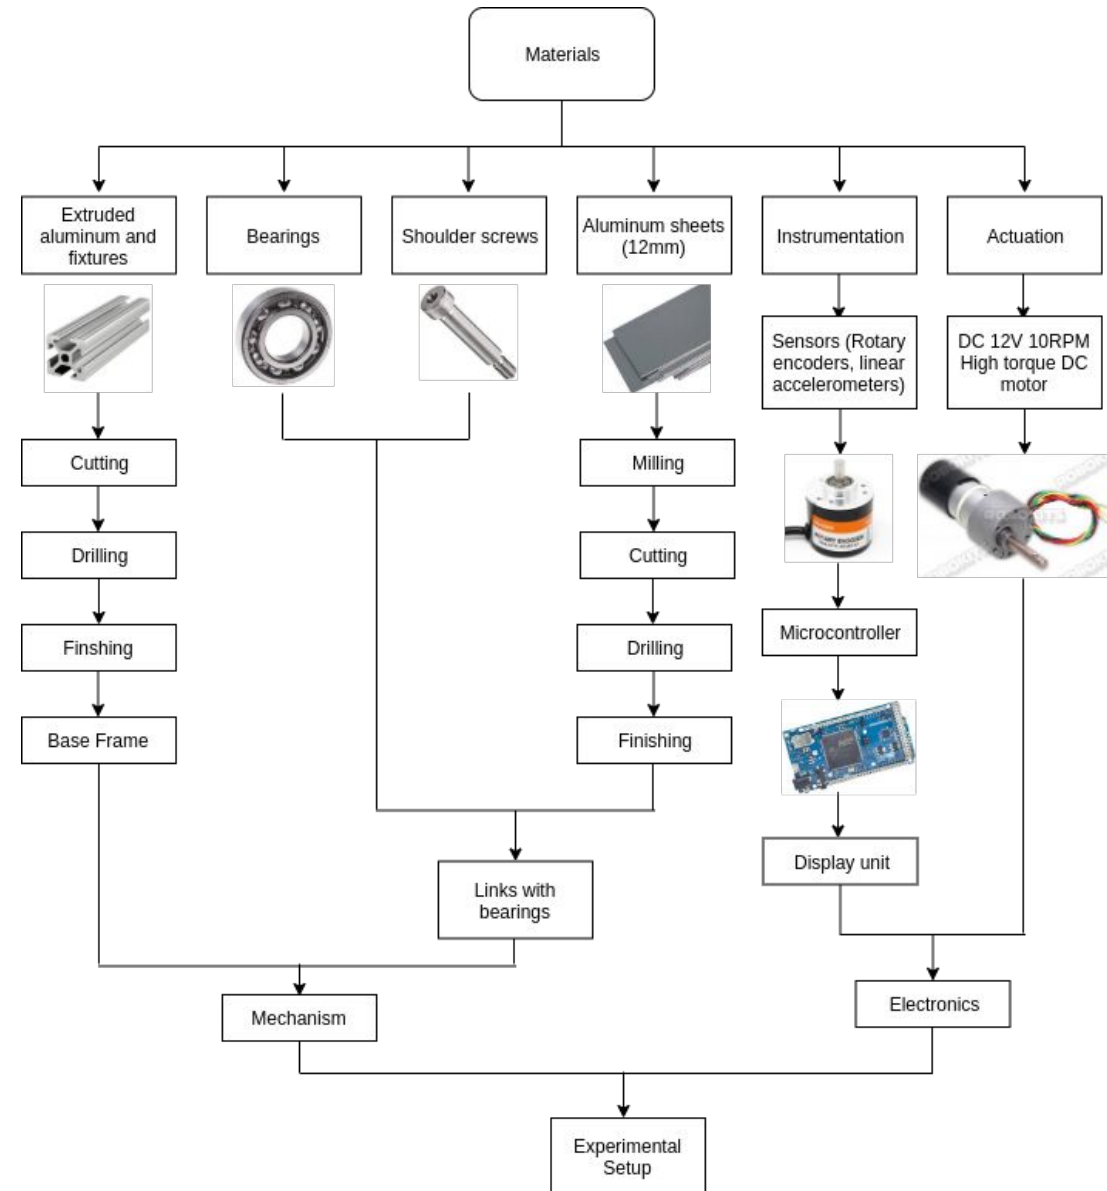 Materials
Extruded
aluminum and
fixtures
Bearings
Shoulder screws
Aluminum sheets
(12mm)
Instrumentation
Actuation
Sensors (Rotary
encoders, linear
accelerometers)
DC 12V 10RPM
High torque DC
motor
Cutting
Milling
ROTARY ENCODER
Drilling
Cutting
Finshing
Drilling
Microcontroller
Base Frame
Finishing
Display unit
Links with
bearings
Mechanism
Electronics
Experimental
Setup